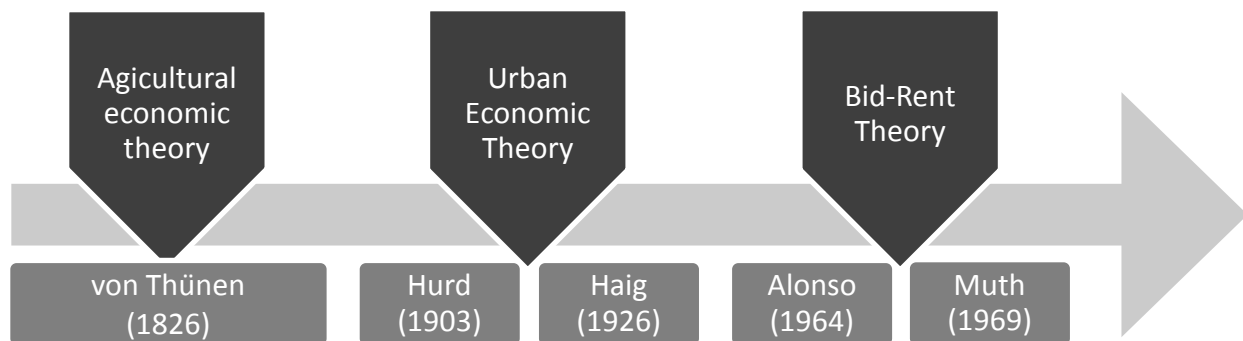 Agicultural
economic
theory
Urban
Economic
Theory
Bid-Rent
Theory
von Thünen
(1826)
Hurd
(1903)
Haig
(1926)
Alonso
(1964)
Muth
(1969)